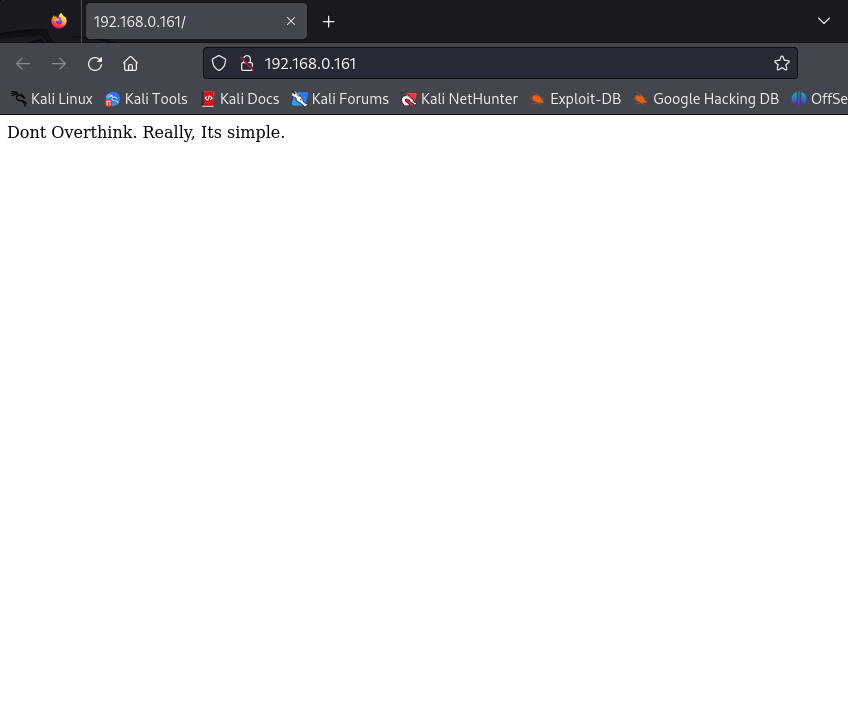 192.168.0.161/
192.168.0.161
Kali Linux Kali Tools Kali Docs Kali Forums Kali NetHunter Exploit-DB Google Hacking DB OffSe
Dont Overthink. Really, Its simple.